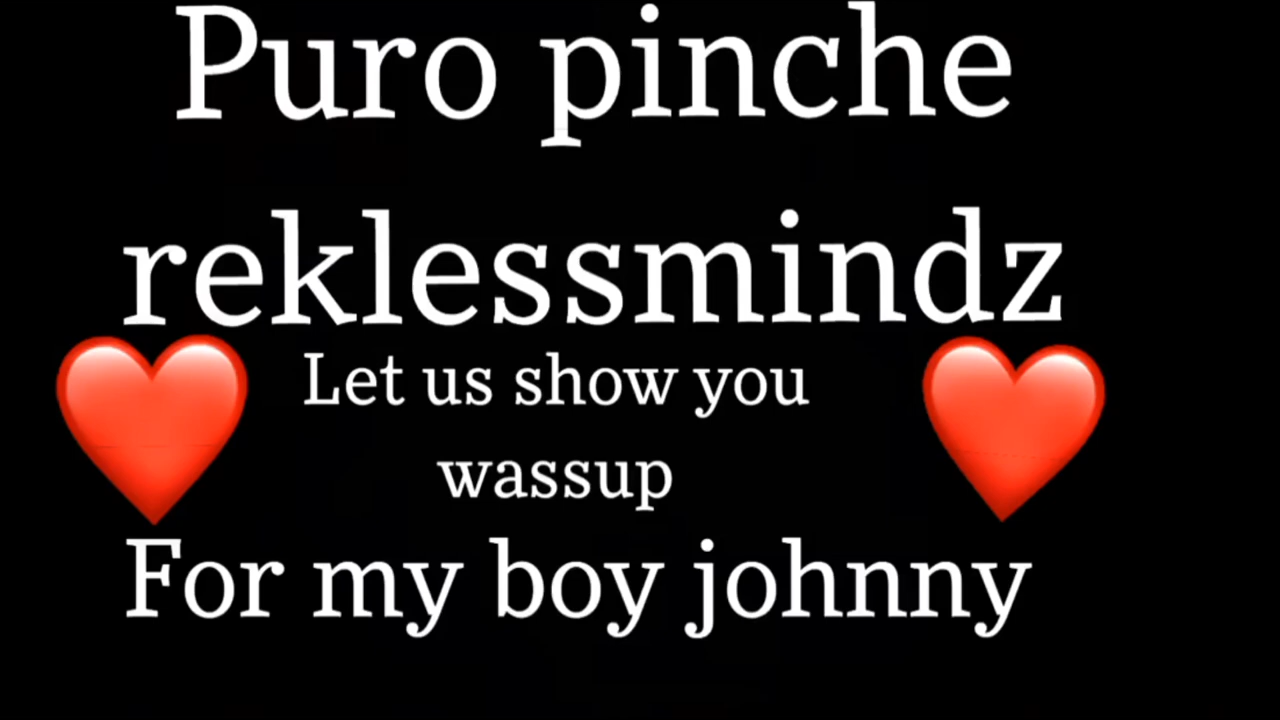 Puro pinche
reklessmindz
Let us show you
wassup
For my boy johnny